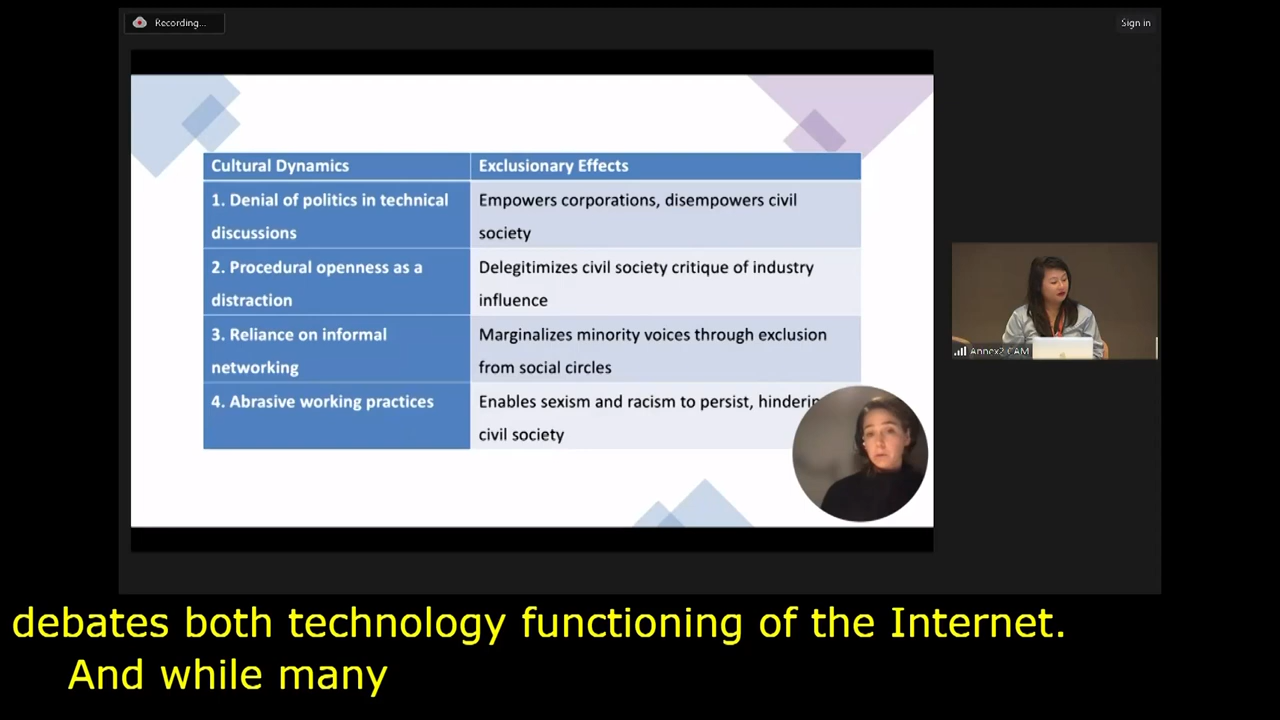 Recording...
Sign in
Cultural Dynamics
Exclusionary Effects
1. Denial of politics in technical
discussions
Empowers corporations, disempowers civil
society
2. Procedural openness as a
distraction
Delegitimizes civil society critique of industry
influence
3. Reliance on informal
networking
Marginalizes minority voices through exclusion
from social circles
4. Abrasive working practices
Enables sexism and racism to persist,
civil society
Annex2 CAM
debates both technology functioning of the Internet.
And while many